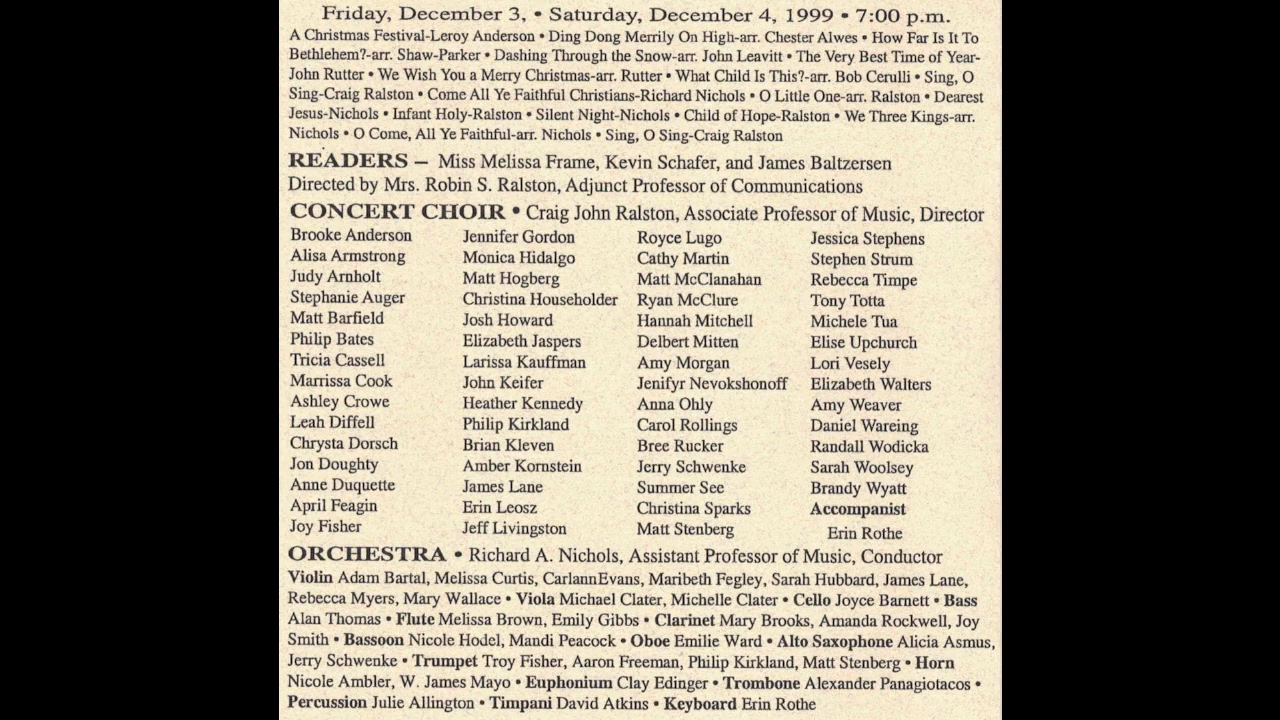 Friday, December 3, • Saturday, December 4, 1999 • 7:00 p.m.
A Christmas Festival-Leroy Anderson • Ding Dong Merrily On High-arr. Chester Alwes • How Far Is It To
Bethlehem?-arr. Shaw-Parker • Dashing Through the Snow-arr. John Leavitt • The Very Best Time of Year-
John Rutter • We Wish You a Merry Christmas-arr. Rutter • What Child Is This?-arr. Bob Cerulli • Sing, O
Sing-Craig Ralston • Come All Ye Faithful Christians-Richard Nichols • O Little One-arr. Ralston • Dearest
Jesus-Nichols • Infant Holy-Ralston • Silent Night-Nichols • Child of Hope-Ralston • We Three Kings-arr.
Nichols • O Come, All Ye Faithful-arr. Nichols • Sing, O Sing-Craig Ralston
READERS – Miss Melissa Frame, Kevin Schafer, and James Baltzersen
Directed by Mrs. Robin S. Ralston, Adjunct Professor of Communications
CONCERT CHOIR • Craig John Ralston, Associate Professor of Music, Director
Brooke Anderson Jennifer Gordon Royce Lugo Jessica Stephens
Alisa Armstrong Monica Hidalgo Cathy Martin Stephen Strum
Judy Arnholt Matt Hogberg Matt McClanahan Rebecca Timpe
Stephanie Auger Christina Householder Ryan McClure Tony Totta
Matt Barfield Josh Howard Hannah Mitchell Michele Tua
Philip Bates Elizabeth Jaspers Delbert Mitten Elise Upchurch
Tricia Cassell Larissa Kauffman Amy Morgan Lori Vesely
Marrissa Cook John Keifer Jenifyr Nevokshonoff Elizabeth Walters
Ashley Crowe Heather Kennedy Anna Ohly Amy Weaver
Leah Diffell Philip Kirkland Carol Rollings Daniel Wareing
Chrysta Dorsch Brian Kleven Bree Rucker Randall Wodicka
Jon Doughty Amber Kornstein Jerry Schwenke Sarah Woolsey
Anne Duquette James Lane Summer See Brandy Wyatt
April Feagin Erin Leosz Christina Sparks Accompanist
Joy Fisher Jeff Livingston Matt Stenberg Erin Rothe
ORCHESTRA • Richard A. Nichols, Assistant Professor of Music, Conductor
Violin Adam Bartal, Melissa Curtis, CarlannEvans, Maribeth Fegley, Sarah Hubbard, James Lane,
Rebecca Myers, Mary Wallace • Viola Michael Clater, Michelle Clater • Cello Joyce Barnett • Bass
Alan Thomas • Flute Melissa Brown, Emily Gibbs • Clarinet Mary Brooks, Amanda Rockwell, Joy
Smith • Bassoon Nicole Hodel, Mandi Peacock • Oboe Emilie Ward • Alto Saxophone Alicia Asmus,
Jerry Schwenke • Trumpet Troy Fisher, Aaron Freeman, Philip Kirkland, Matt Stenberg • Horn
Nicole Ambler, W. James Mayo • Euphonium Clay Edinger • Trombone Alexander Panagiotacos •
Percussion Julie Allington • Timpani David Atkins • Keyboard Erin Rothe